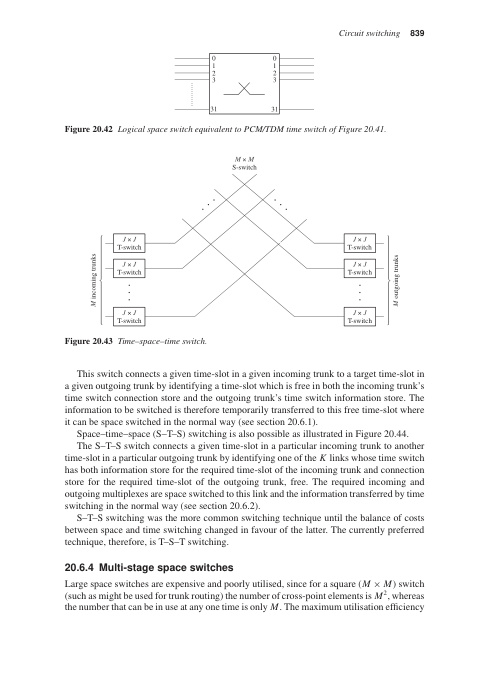 Circuit switching 839
0 0
1 1
2 2
3 3
31 31
Figure 20.42 Logical space switch equivalent to PCM/TDM time switch of Figure 20.41.
M × M
S-switch
J × J
T-switch
J × J
T-switch
J × J
T-switch
M incoming trunks
J × J
T-switch
J × J
T-switch
J × J
T-switch
M outgoing trunks
Figure 20.43 Time–space–time switch.
This switch connects a given time-slot in a given incoming trunk to a target time-slot in
a given outgoing trunk by identifying a time-slot which is free in both the incoming trunk's
time switch connection store and the outgoing trunk's time switch information store. The
information to be switched is therefore temporarily transferred to this free time-slot where
it can be space switched in the normal way (see section 20.6.1).
Space–time–space (S–T–S) switching is also possible as illustrated in Figure 20.44.
The S–T–S switch connects a given time-slot in a particular incoming trunk to another
time-slot in a particular outgoing trunk by identifying one of the K links whose time switch
has both information store for the required time-slot of the incoming trunk and connection
store for the required time-slot of the outgoing trunk, free. The required incoming and
outgoing multiplexes are space switched to this link and the information transferred by time
switching in the normal way (see section 20.6.2).
S–T–S switching was the more common switching technique until the balance of costs
between space and time switching changed in favour of the latter. The currently preferred
technique, therefore, is T–S–T switching.
20.6.4 Multi-stage space switches
Large space switches are expensive and poorly utilised, since for a square (M × M) switch
(such as might be used for trunk routing) the number of cross-point elements is M², whereas
the number that can be in use at any one time is only M. The maximum utilisation efficiency